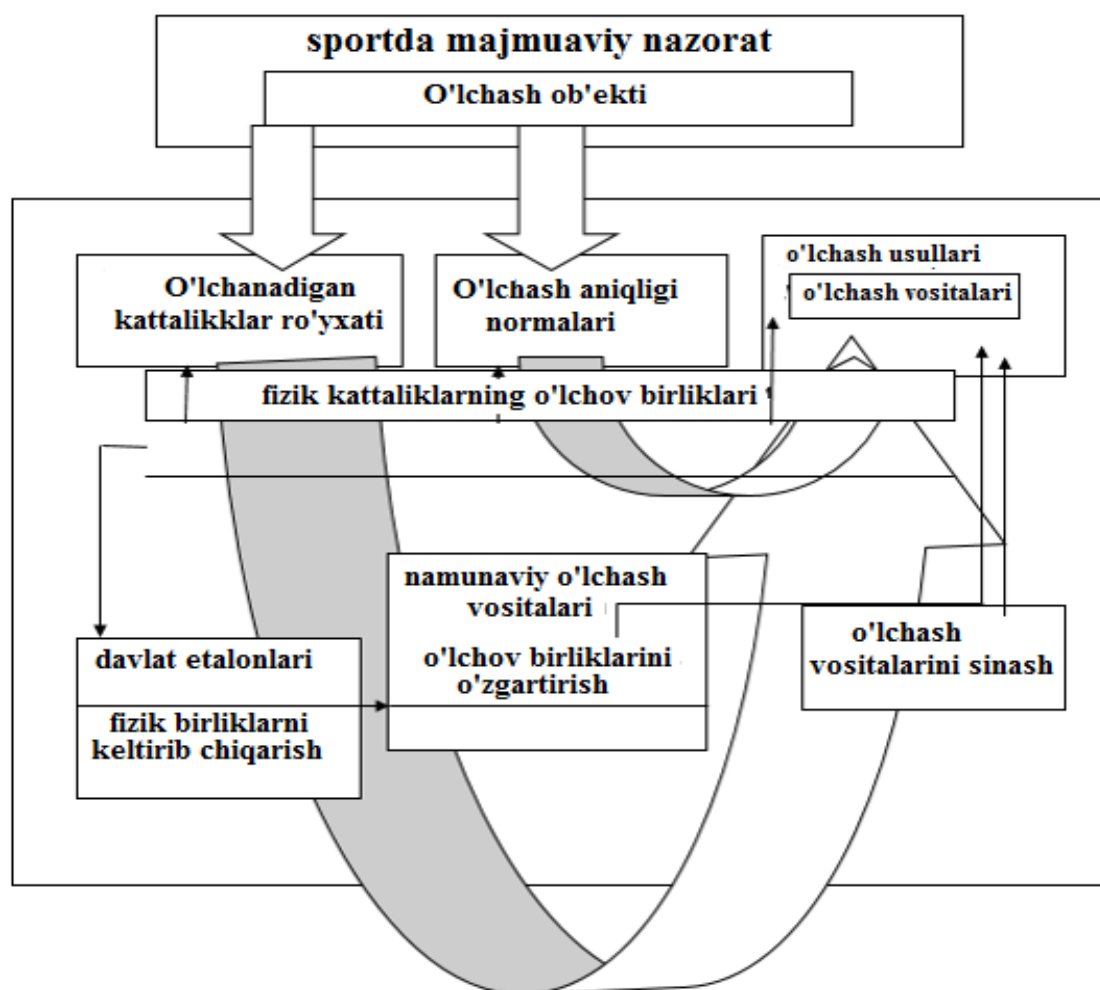 sportda majmuaviy nazorat
O'lchash ob'ekti
O'lchanadigan
kattalikklar ro'yxati
O'lchash aniqligi
normalari
o'lchash usullari
o'lchash vositalari
fizik kattaliklarning o'lchov birliklari
namunaviy o'lchash
vositalari
o'lchov birliklarini
o'zgartirish
davlat etalonlari
fizik birliklarni
keltirib chiqarish
o'lchash
vositalarini sinash